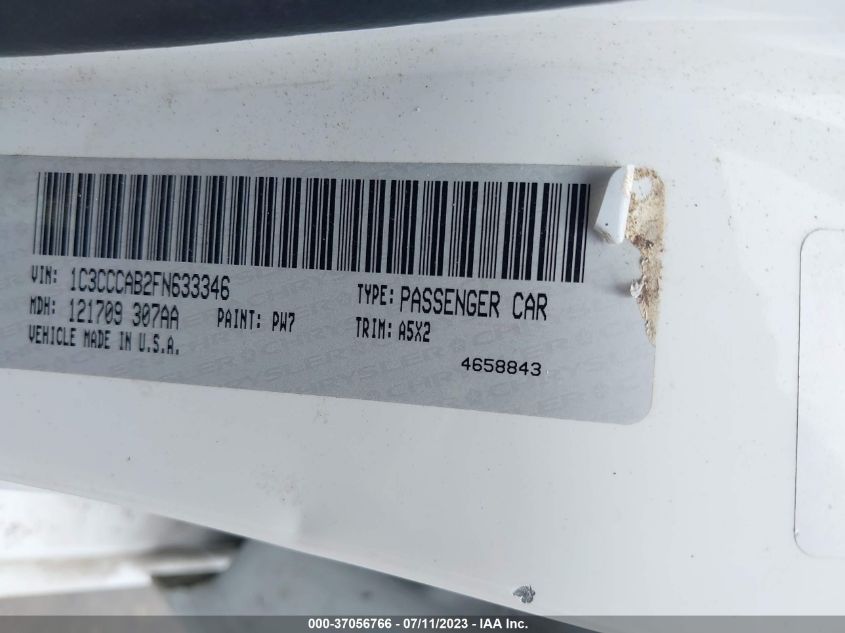 VIN: 1C3CCCAB2FN633346
TYPE: PASSENGER CAR
MDH: 121709 307AA
PAINT: PW7
TRIM: A5X2
VEHICLE MADE IN U.S.A.
4658843
000-37056766 - 07/11/2023 - IAA Inc.